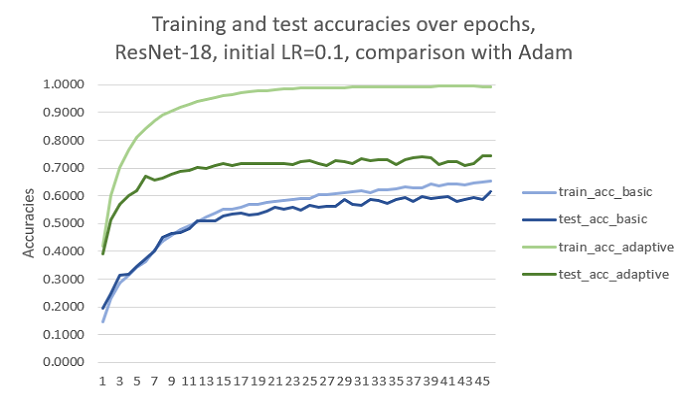 Training and test accuracies over epochs,
ResNet-18, initial LR=0.1, comparison with Adam
1.0000
0.9000
0.8000
0.7000
0.6000
0.5000
0.4000
0.3000
0.2000
0.1000
0.0000
Accuracies
1 3 5 7 9 11 13 15 17 19 21 23 25 27 29 31 33 35 37 39 41 43 45
train_acc_basic
test_acc_basic
train_acc_adaptive
test_acc_adaptive